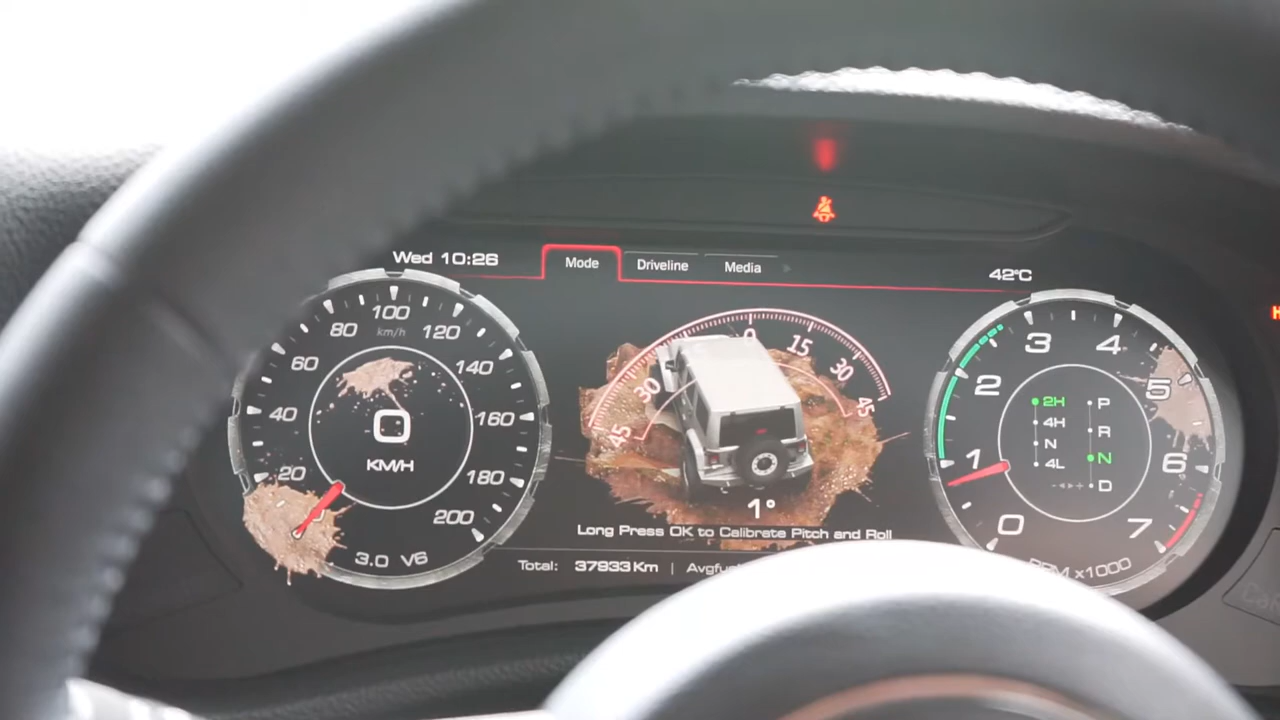 Wed 10:26
Mode
Driveline
Media
42°C
100
80
km/h
120
60
140
40
0
160
KM/H
20
180
200
3.0 V6
0
15
30
45
30
45
1°
Long Press OK to Calibrate Pitch and Roll
Total: 37933 Km |
3
4
2
5
2H
P
4H
R
N
N
4L
D
1
6
0
7
x1000